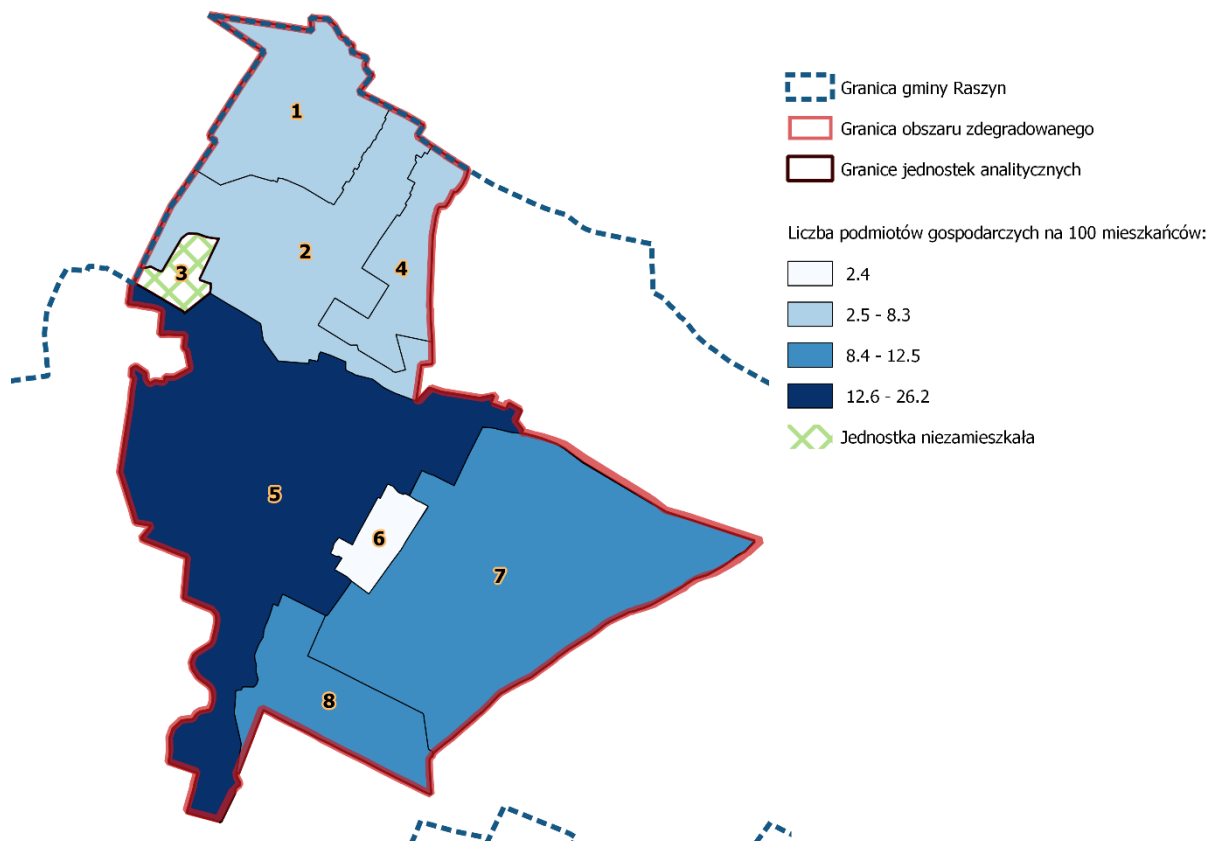 1
2
3
4
5
6
7
8
Granica gminy Raszyn
Granica obszaru zdegradowanego
Granice jednostek analitycznych
Liczba podmiotów gospodarczych na 100 mieszkańców:
2.4
2.5 - 8.3
8.4 - 12.5
12.6 - 26.2
Jednostka niezamieszkała